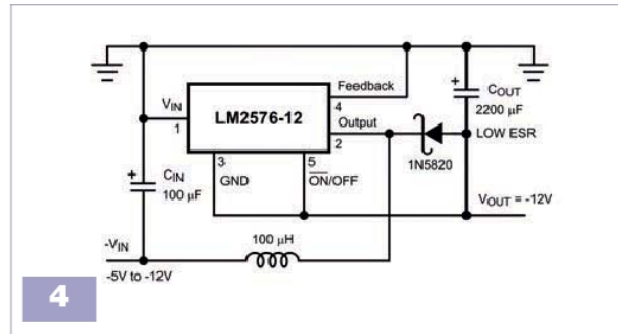 Feedback
4
+
COUT
2200 µF
VIN
1
LM2576-12
Output
2
LOW ESR
1N5820
3
GND
5
ON/OFF
+
CIN
100 µF
VOUT = -12V
100 µH
-VIN
-5V to -12V
4